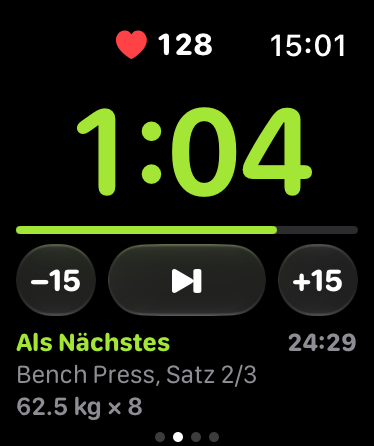 128 15:01
1:04
−15 +15
Als Nächstes 24:29
Bench Press, Satz 2/3
62.5 kg × 8